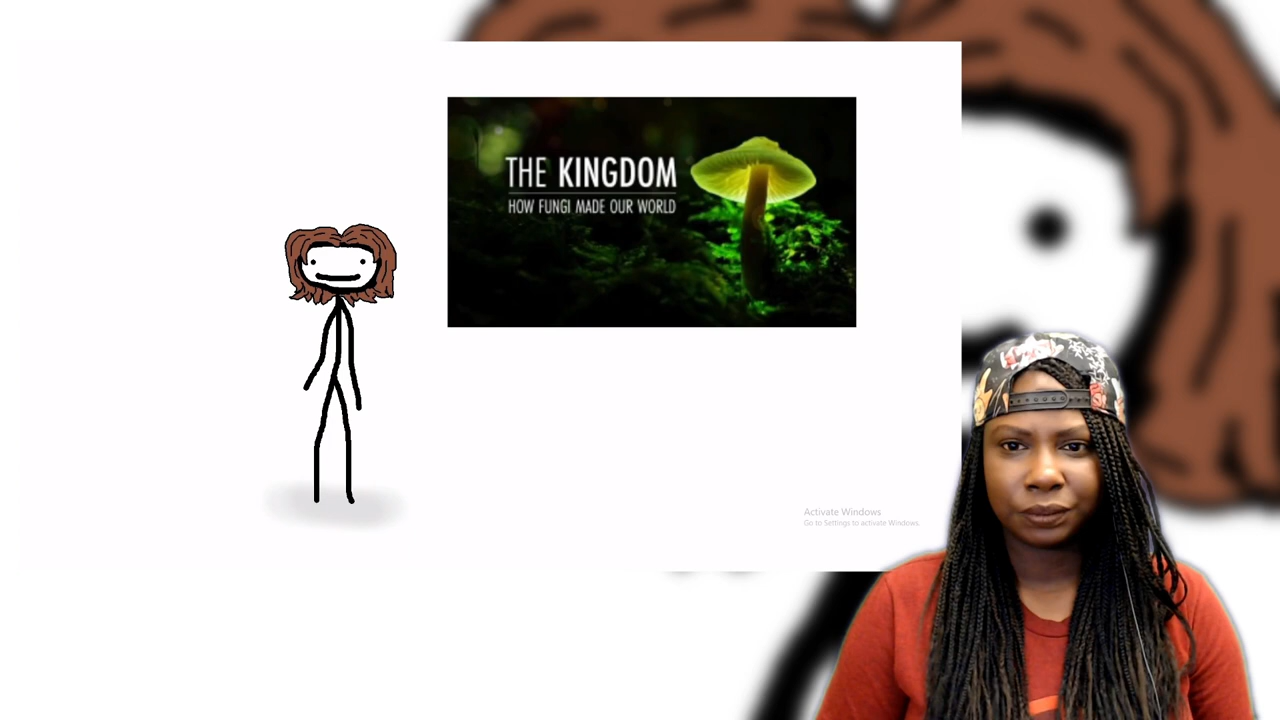 THE KINGDOM
HOW FUNGI MADE OUR WORLD
Activate Windows
Go to Settings to activate Windows.